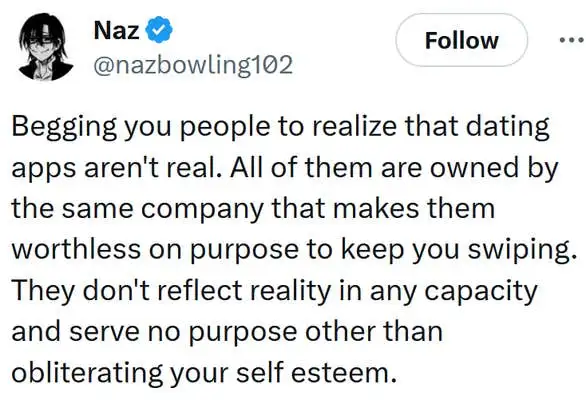 Naz
@nazbowling102
Follow
Begging you people to realize that dating
apps aren't real. All of them are owned by
the same company that makes them
worthless on purpose to keep you swiping.
They don't reflect reality in any capacity
and serve no purpose other than
obliterating your self esteem.